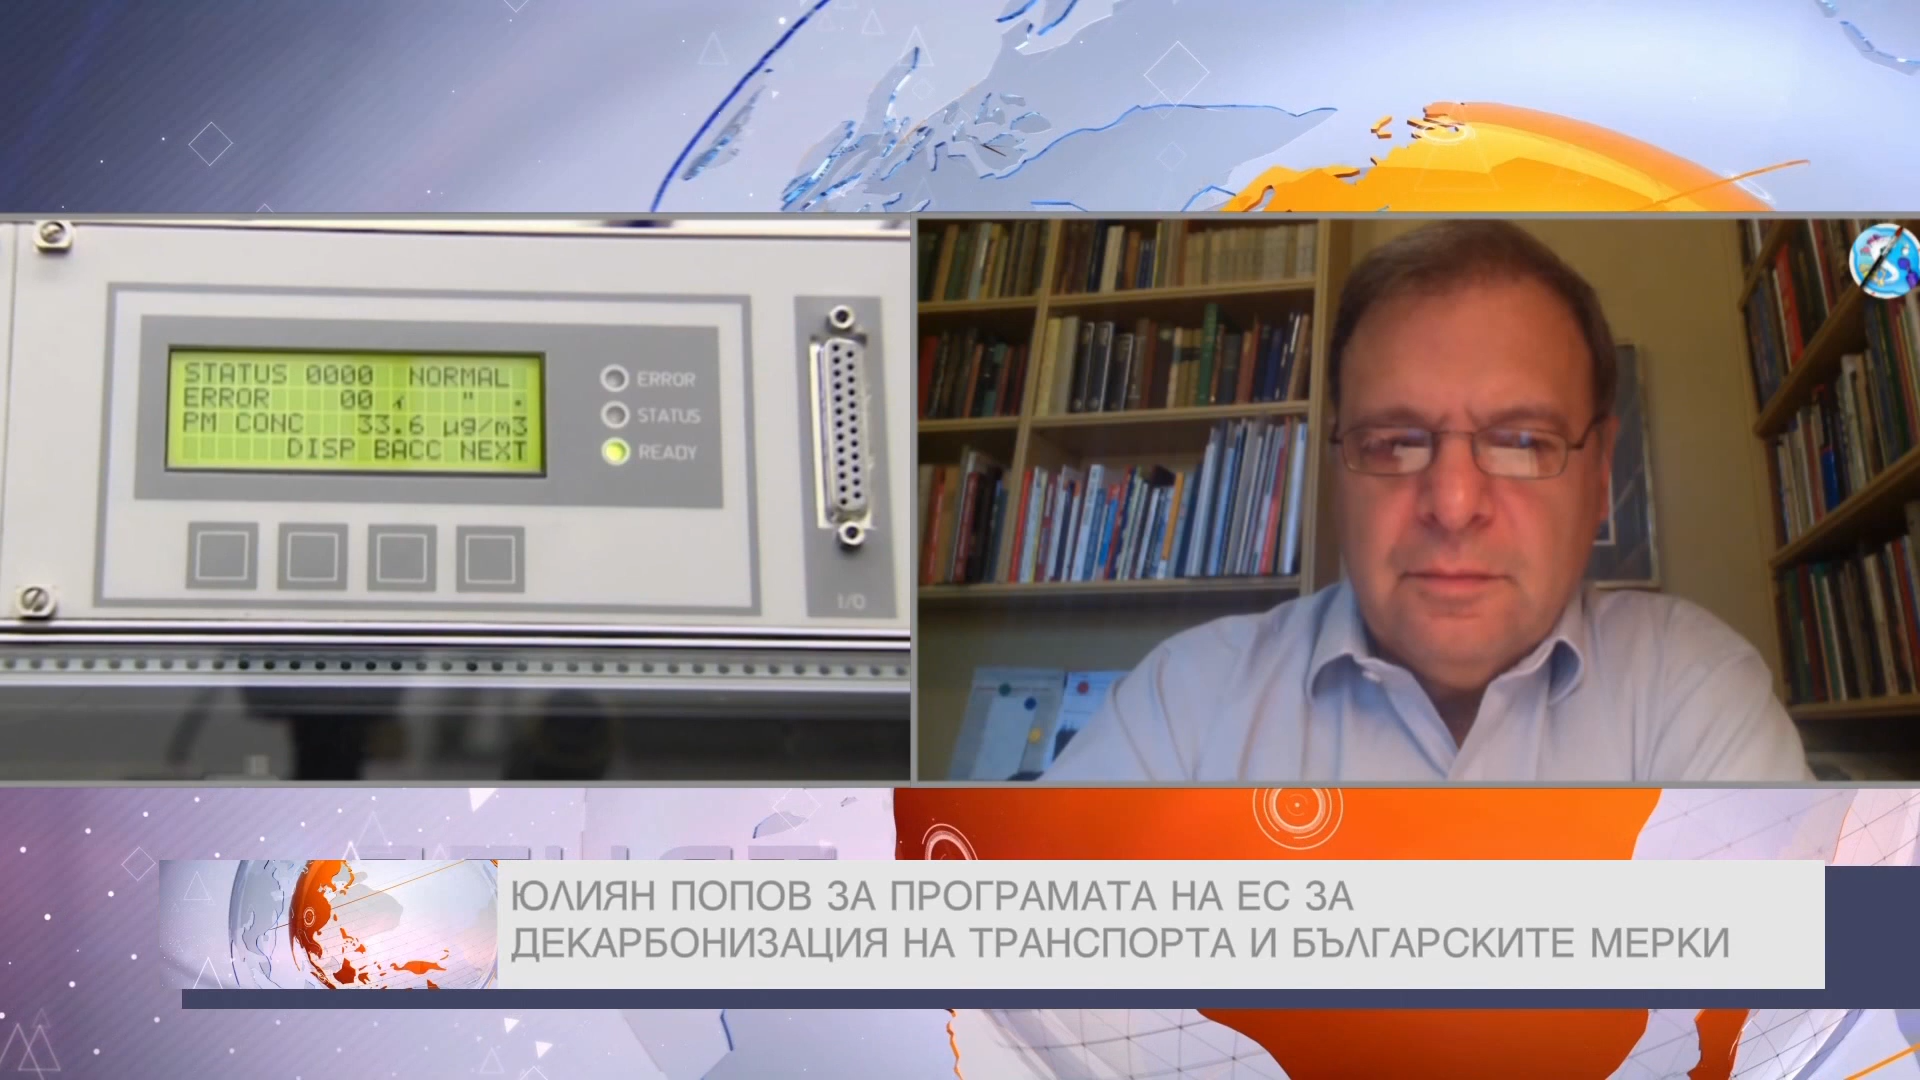 STATUS 0000 NORMAL
ERROR 00
PM CONC 33.6 µg/m3
DISP BACC NEXT
ERROR
STATUS
READY
I/O
ЮЛИЯН ПОПОВ ЗА ПРОГРАМАТА НА ЕС ЗА
ДЕКАРБОНИЗАЦИЯ НА ТРАНСПОРТА И БЪЛГАРСКИТЕ МЕРКИ